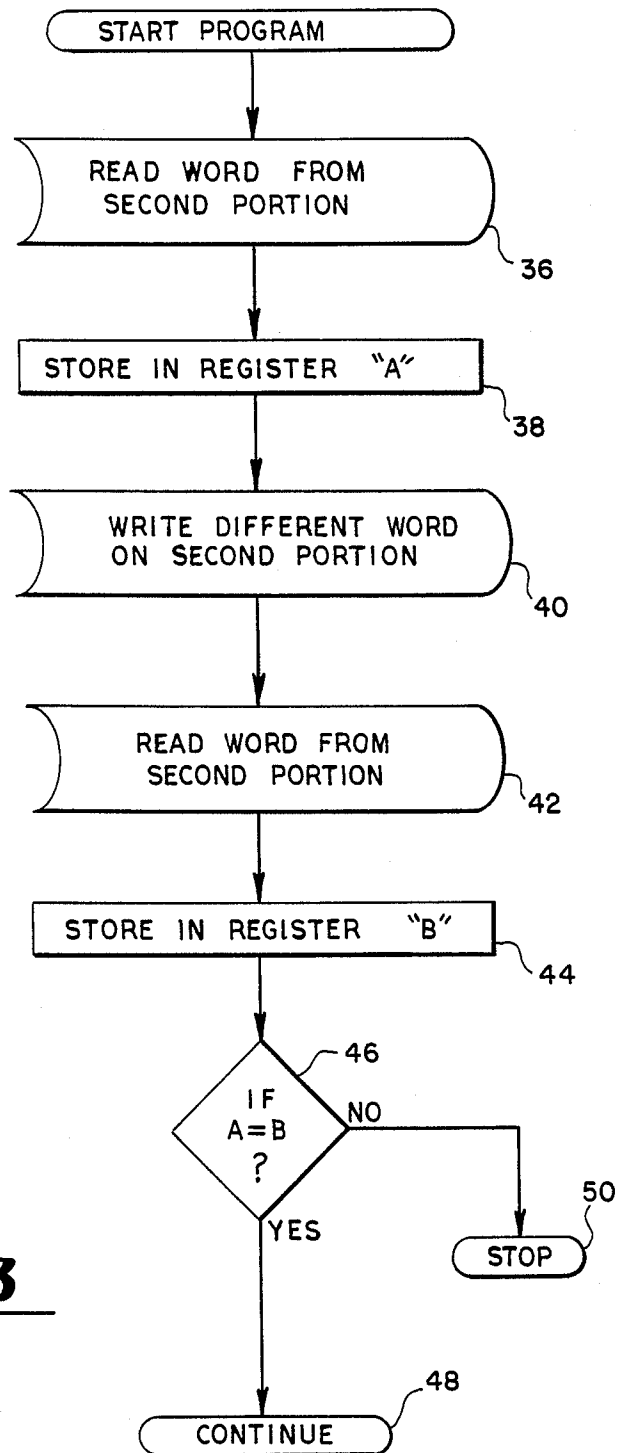 START PROGRAM
READ WORD FROM
SECOND PORTION
36
STORE IN REGISTER "A"
38
WRITE DIFFERENT WORD
ON SECOND PORTION
40
READ WORD FROM
SECOND PORTION
42
STORE IN REGISTER "B"
44
46
IF
A=B
?
NO
YES
50
STOP
3
48
CONTINUE